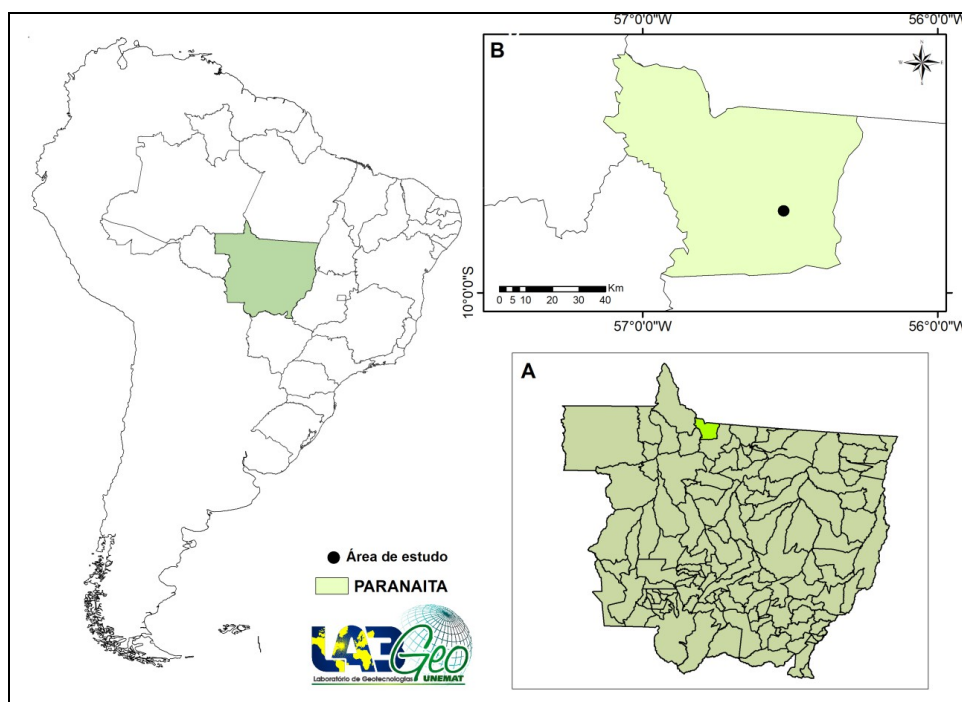 57°0'0"W
56°0'0"W
B
N
W
E
S
10°0'0"S
Km
0 5 10 20 30 40
57°0'0"W
56°0'0"W
A
Área de estudo
PARANAITA
LABGeo
Laboratório de Geotecnologias
UNEMAT